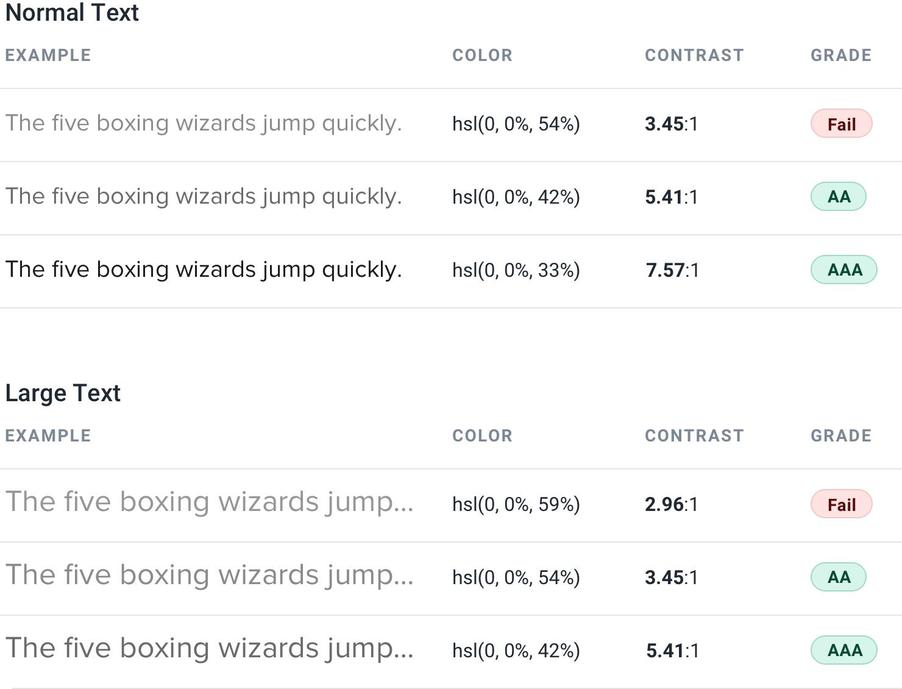 Normal Text
EXAMPLE COLOR CONTRAST GRADE
The five boxing wizards jump quickly. hsl(0, 0%, 54%) 3.45:1 Fail
The five boxing wizards jump quickly. hsl(0, 0%, 42%) 5.41:1 AA
The five boxing wizards jump quickly. hsl(0, 0%, 33%) 7.57:1 AAA
Large Text
EXAMPLE COLOR CONTRAST GRADE
The five boxing wizards jump... hsl(0, 0%, 59%) 2.96:1 Fail
The five boxing wizards jump... hsl(0, 0%, 54%) 3.45:1 AA
The five boxing wizards jump... hsl(0, 0%, 42%) 5.41:1 AAA